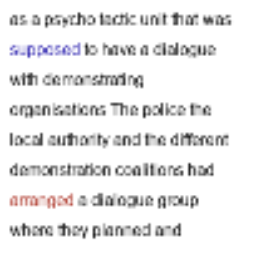 as a psycho tactic unit that was
supposed to have a dialogue
with demonstrating
organisations The police the
local authority and the different
demonstration coalitions had
arranged a dialogue group
where they planned and